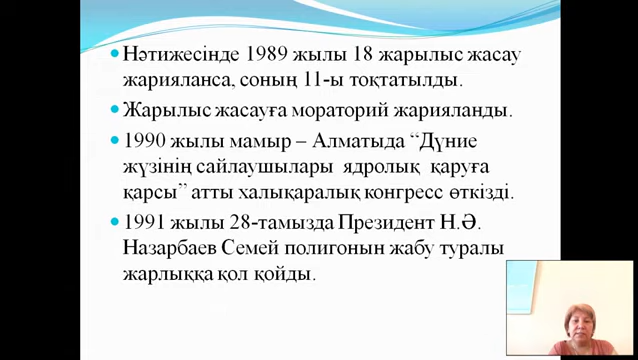 Нәтижесінде 1989 жылы 18 жарылыс жасау
жарияланса, соның 11-ы тоқтатылды.
Жарылыс жасауға мораторий жарияланды.
1990 жылы мамыр – Алматыда “Дүние
жүзінің сайлаушылары ядролық қаруға
қарсы” атты халықаралық конгресс өткізді.
1991 жылы 28-тамызда Президент Н.Ә.
Назарбаев Семей полигонын жабу туралы
жарлыққа қол қойды.